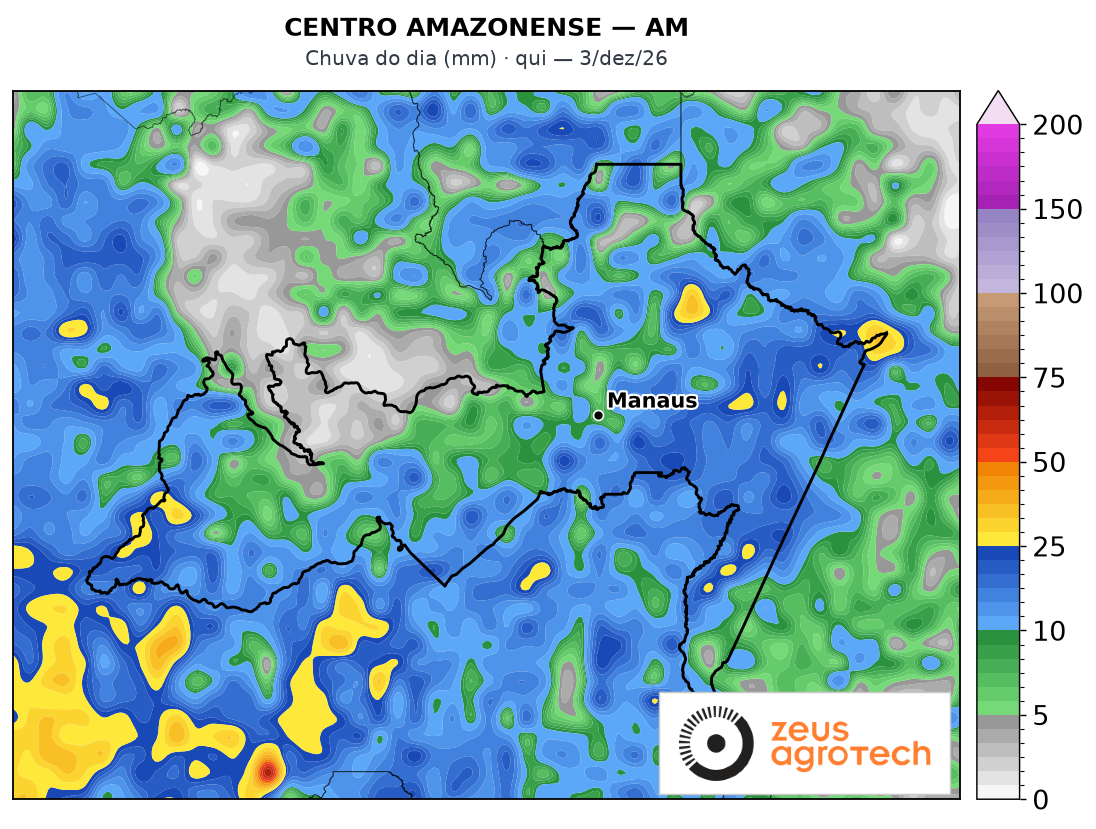 CENTRO AMAZONENSE — AM
Chuva do dia (mm) · qui — 3/dez/26
200
150
100
75
50
25
10
5
0
Manaus
zeus
agrotech